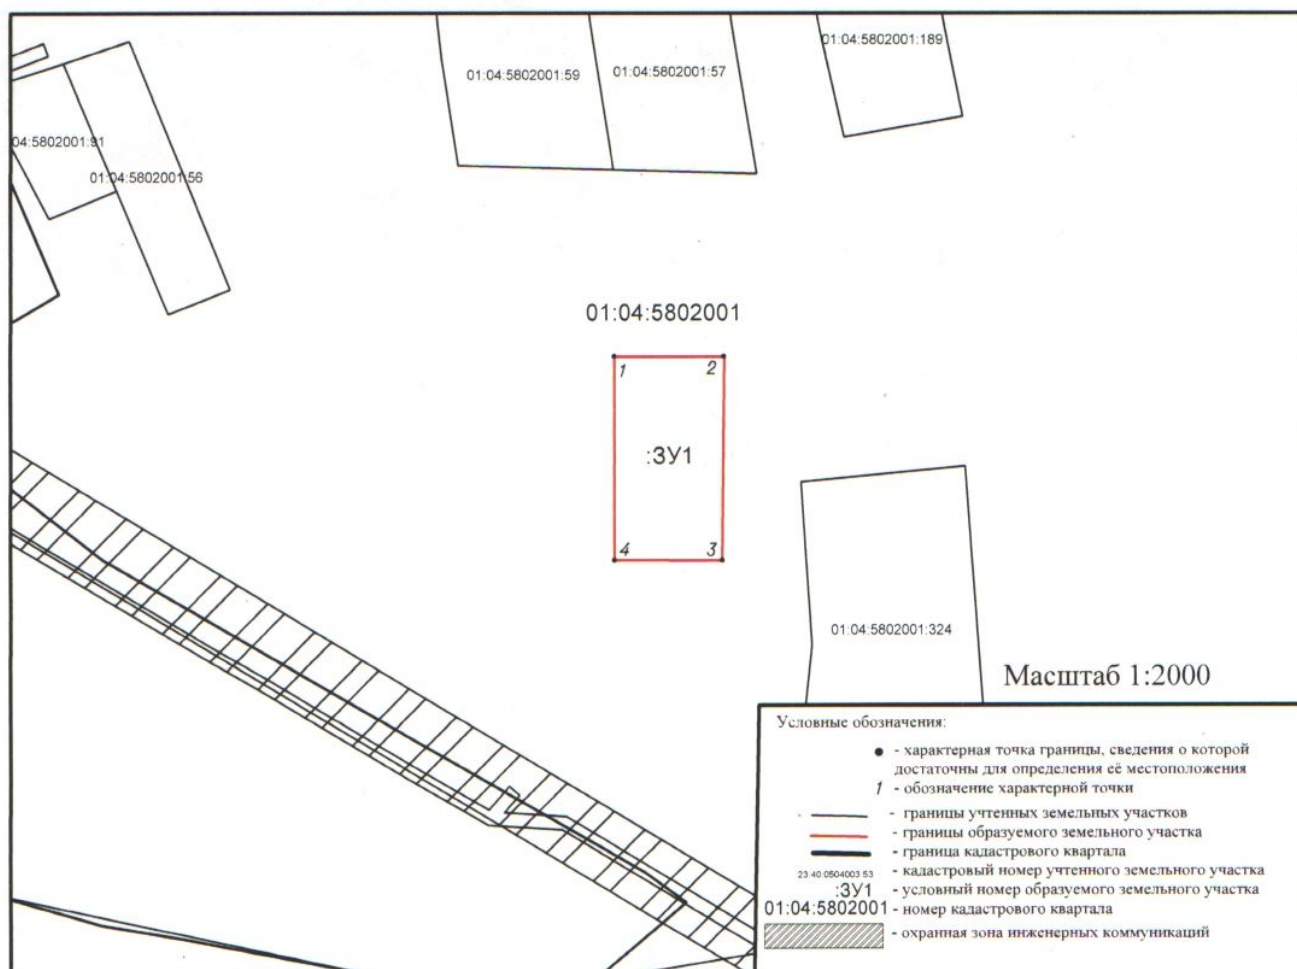 01:04:5802001:189
01:04:5802001:59
01:04:5802001:57
04:5802001:91
01:04:5802001:56
01:04:5802001
1
2
:ЗУ1
4
3
01:04:5802001:324
Масштаб 1:2000
Условные обозначения:
- характерная точка границы, сведения о которой
достаточны для определения её местоположения
1 - обозначение характерной точки
- границы учтенных земельных участков
- границы образуемого земельного участка
- граница кадастрового квартала
23:40:0504003:53 - кадастровый номер учтенного земельного участка
:ЗУ1 - условный номер образуемого земельного участка
01:04:5802001 - номер кадастрового квартала
- охранная зона инженерных коммуникаций